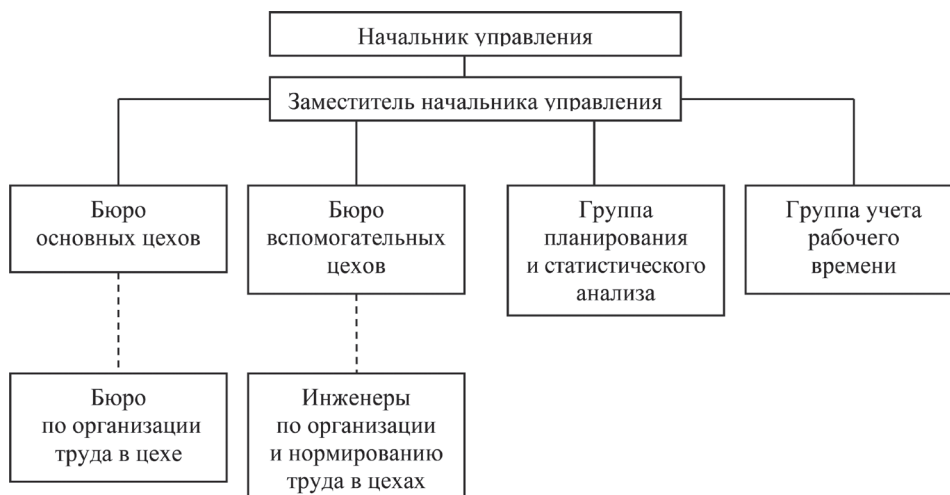 Начальник управления
Заместитель начальника управления
Бюро
основных цехов
Бюро
вспомогательных
цехов
Группа
планирования
и статистического
анализа
Группа учета
рабочего
времени
Бюро
по организации
труда в цехе
Инженеры
по организации
и нормированию
труда в цехах